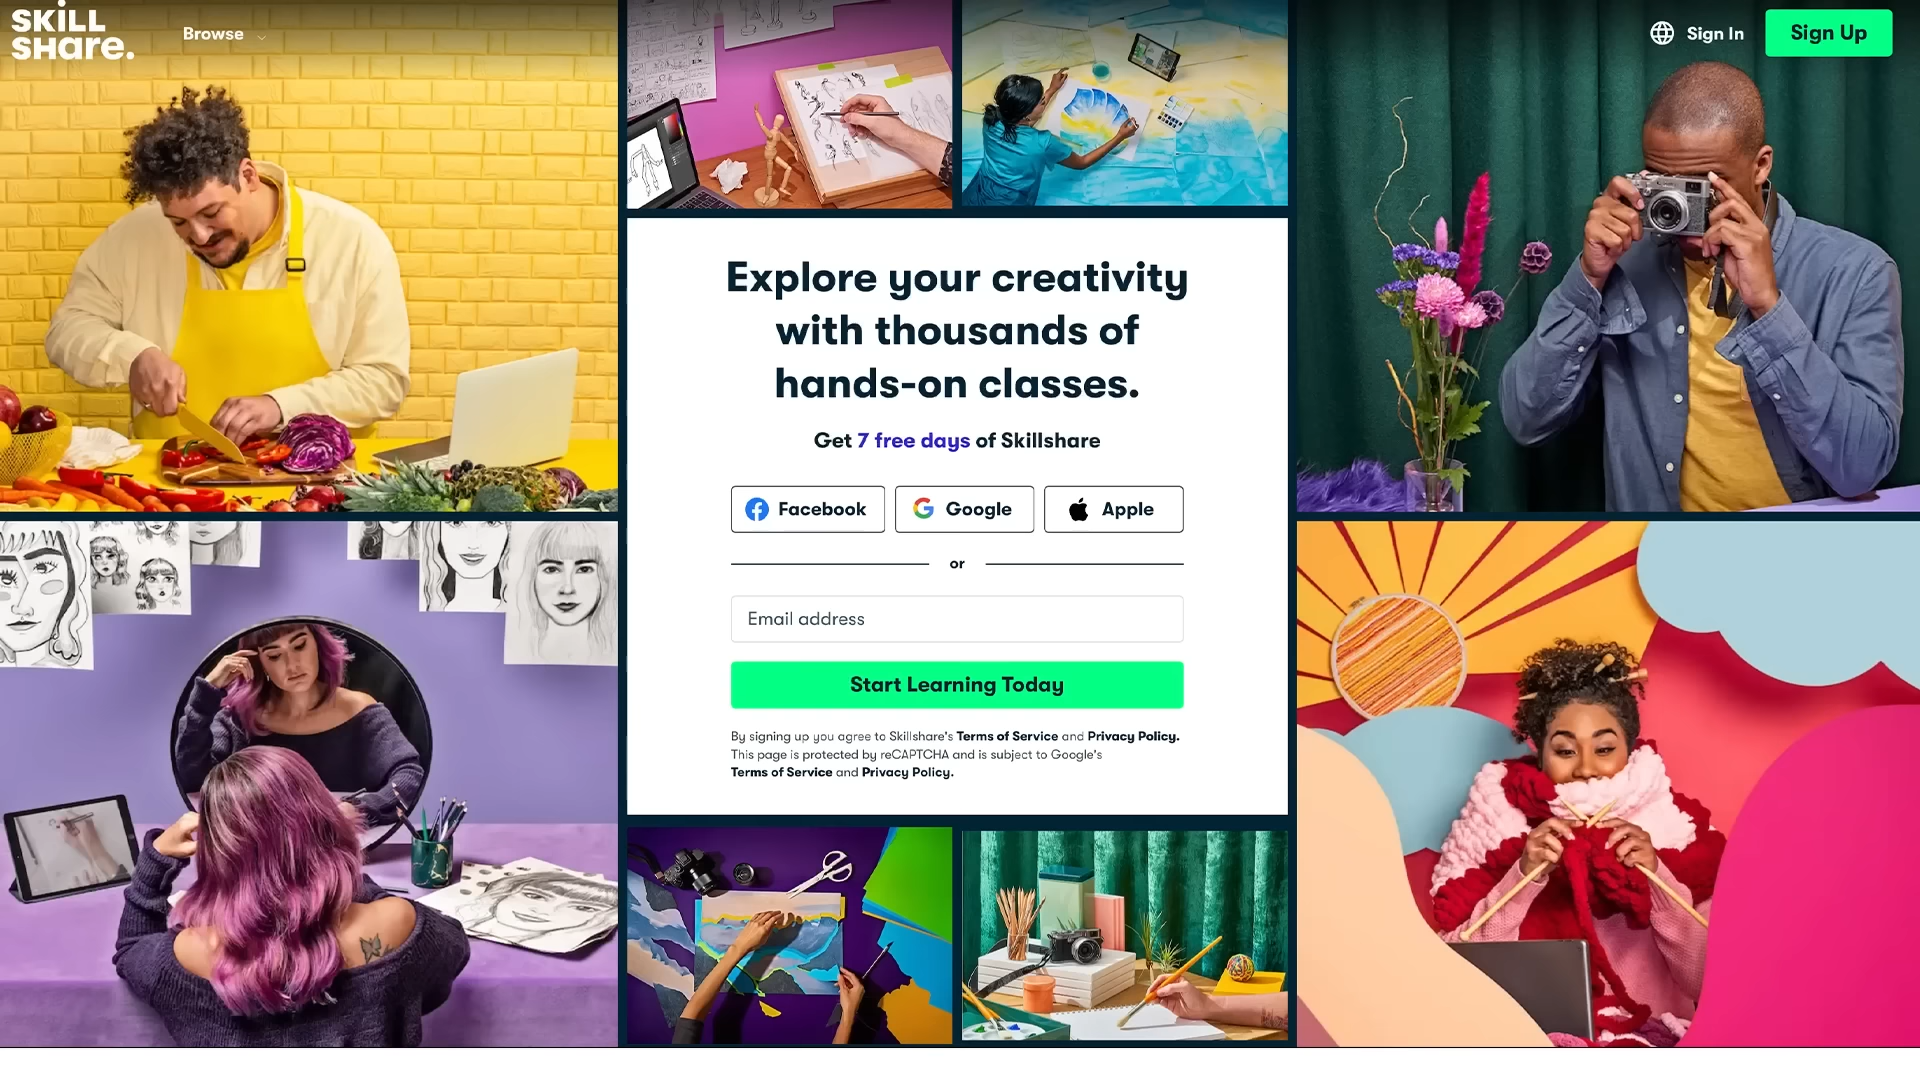 SKILL
SHare.
Browse
Sign In
Sign Up
Explore your creativity
with thousands of
hands-on classes.
Get 7 free days of Skillshare
Facebook
Google
Apple
or
Email address
Start Learning Today
By signing up you agree to Skillshare's Terms of Service and Privacy Policy.
This page is protected by reCAPTCHA and is subject to Google's
Terms of Service and Privacy Policy.